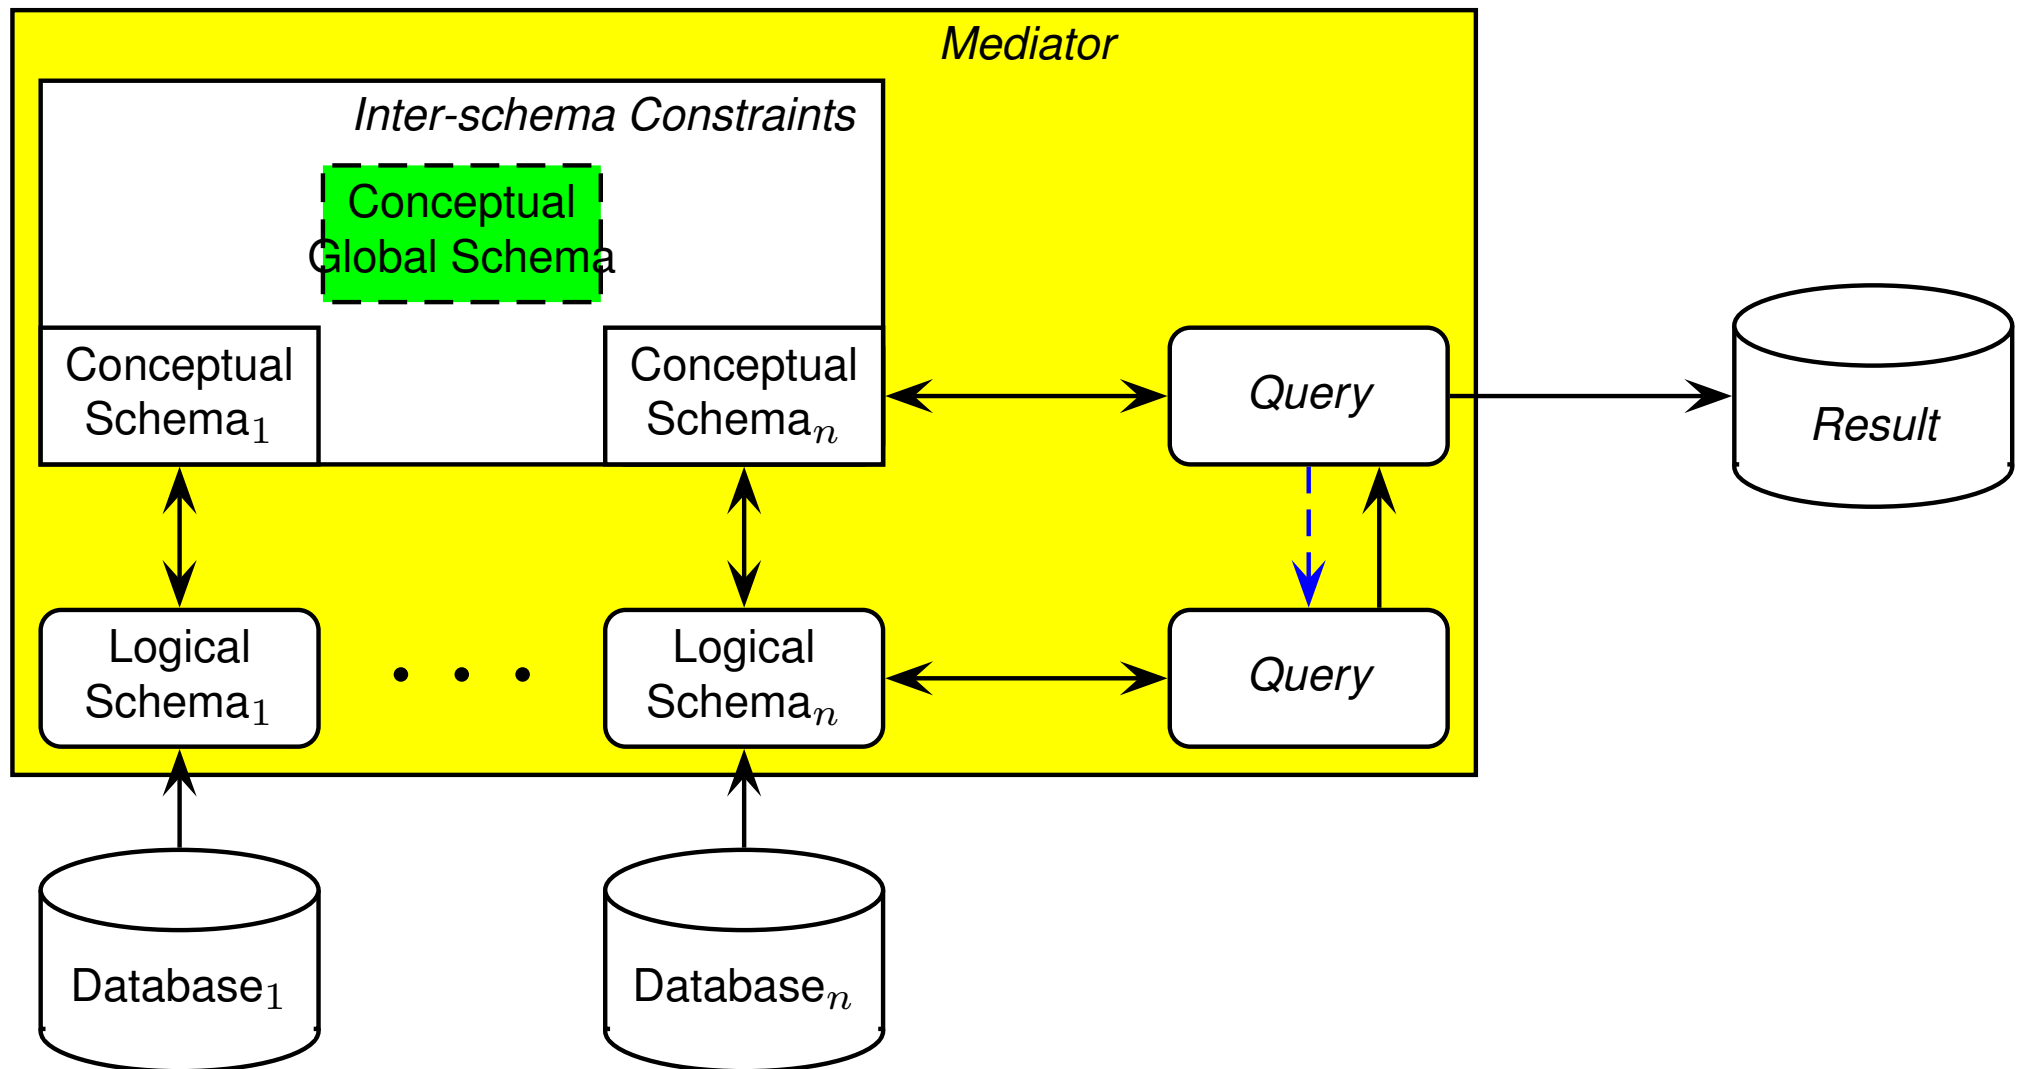 Mediator
Inter-schema Constraints
Conceptual
Global Schema
Conceptual
Schema₁
Conceptual
Schemaₙ
Query
Result
Logical
Schema₁
. . .
Logical
Schemaₙ
Query
Database₁
Databaseₙ